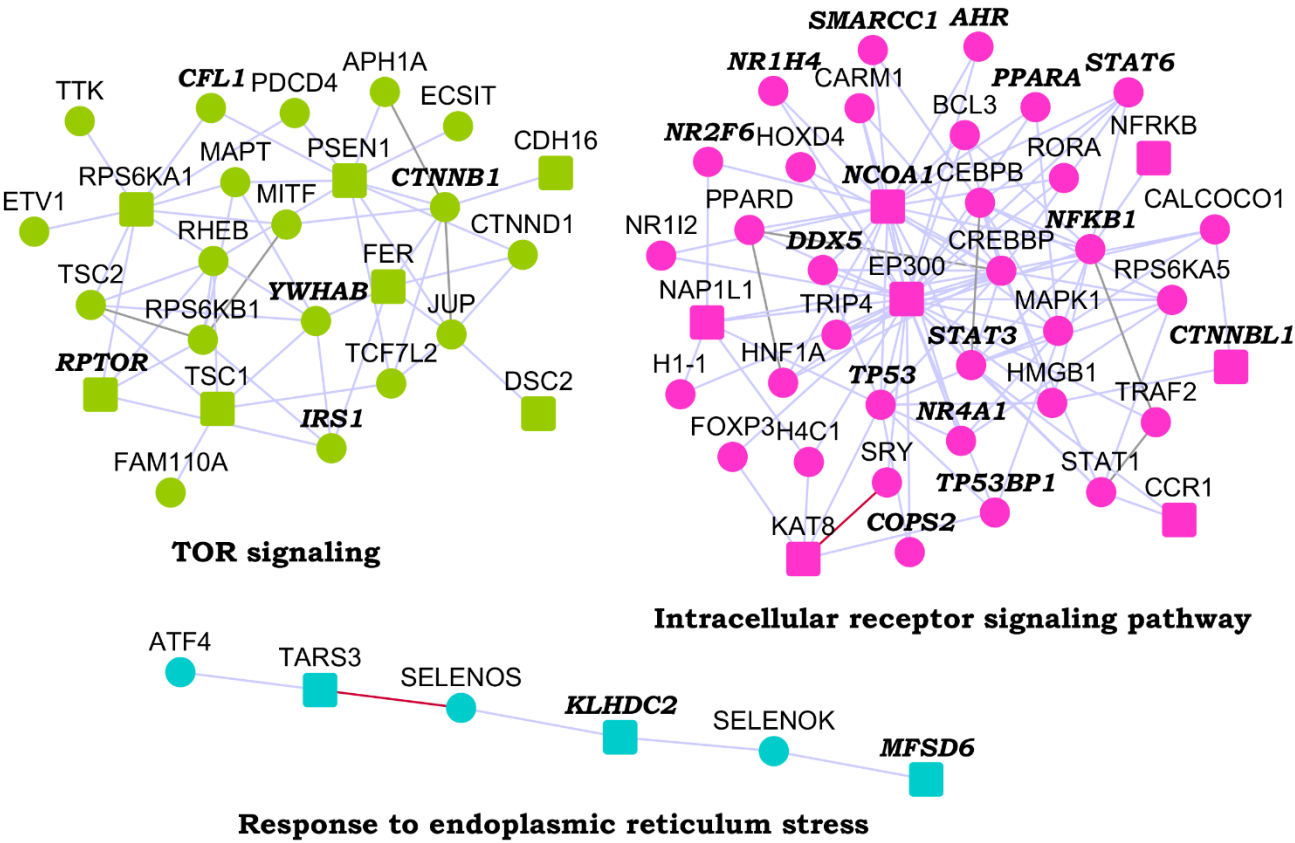 TTK
CFL1
PDCD4
APH1A
ECSIT
CDH16
MAPT
PSEN1
RPS6KA1
CTNNB1
ETV1
MITF
CTNND1
RHEB
FER
TSC2
YWHAB
RPS6KB1
JUP
RPTOR
TSC1
TCF7L2
DSC2
IRS1
FAM110A
TOR signaling
SMARCC1
AHR
NR1H4
CARM1
PPARA
STAT6
BCL3
NFRKB
NR2F6
HOXD4
RORA
NCOA1
CEBPB
PPARD
CALCOCO1
NR1I2
DDX5
NFKB1
CREBBP
EP300
RPS6KA5
NAP1L1
TRIP4
MAPK1
STAT3
CTNNBL1
H1-1
HNF1A
TP53
HMGB1
TRAF2
NR4A1
FOXP3
H4C1
SRY
STAT1
TP53BP1
CCR1
KAT8
COPS2
Intracellular receptor signaling pathway
ATF4
TARS3
SELENOS
KLHDC2
SELENOK
MFSD6
Response to endoplasmic reticulum stress